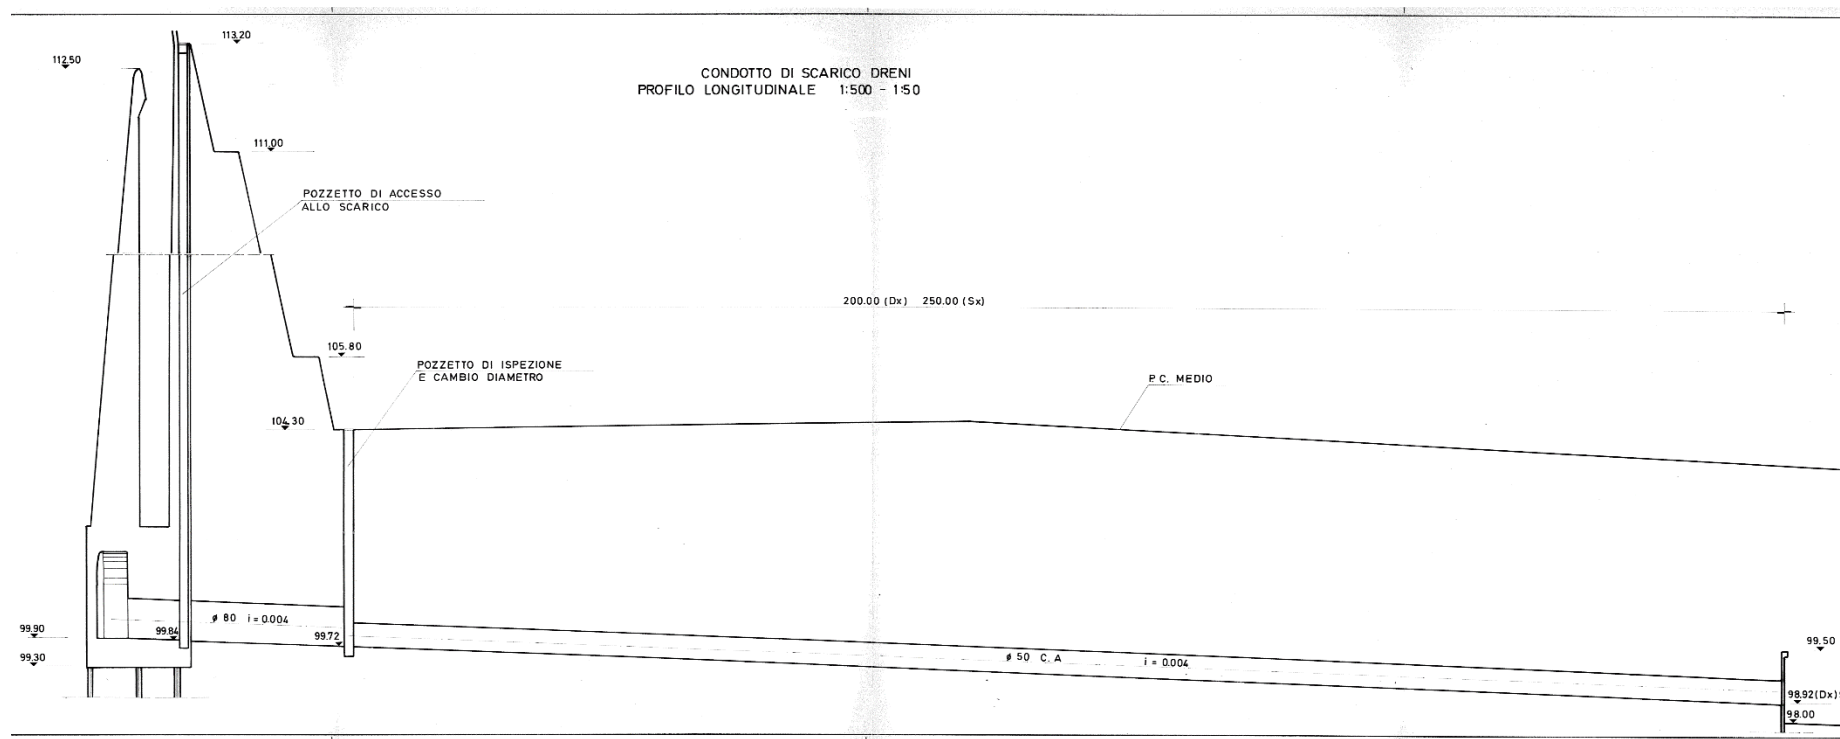 113.20
112.50
CONDOTTO DI SCARICO DRENI
PROFILO LONGITUDINALE 1:500 - 1:50
111.00
POZZETTO DI ACCESSO
ALLO SCARICO
200.00 (Dx) 250.00 (Sx)
105.80
POZZETTO DI ISPEZIONE
E CAMBIO DIAMETRO
P.C. MEDIO
104.30
ø 80 i = 0.004
99.90
99.84
99.72
99.50
99.30
ø 50 C. A i = 0.004
98.92 (Dx)
98.00